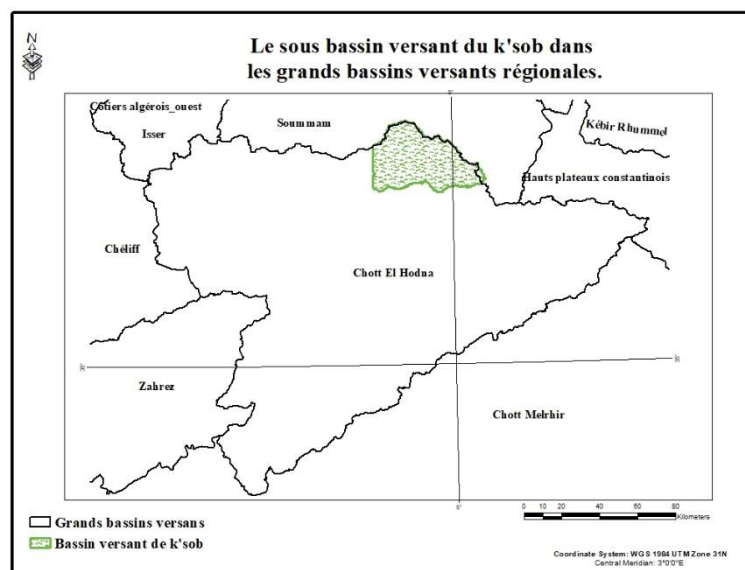 N
Le sous bassin versant du k'sob dans
les grands bassins versants régionales.
Côtiers algérois_ouest
Soummam
Isser
Kébir Rhummel
Hauts plateaux constantinois
Chéliff
Chott El Hodna
Zahrez
Chott Melrhir
Grands bassins versans
Bassin versant de k'sob
0 10 20 40 60 80
Kilometers
Coordinate System: WGS 1984 UTM Zone 31N
Central Meridian: 3°0'0"E